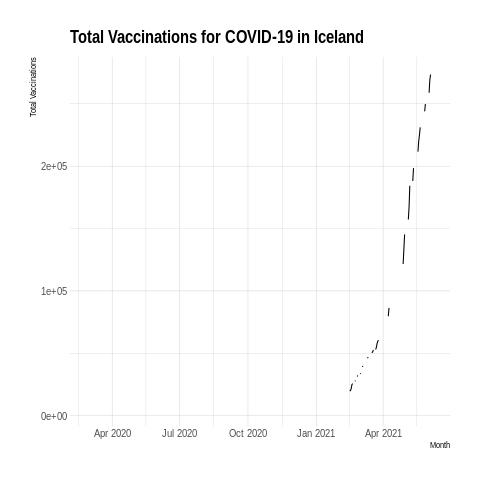 Total Vaccinations for COVID-19 in Iceland
Total Vaccinations
2e+05
1e+05
0e+00
Apr 2020 Jul 2020 Oct 2020 Jan 2021 Apr 2021
Month